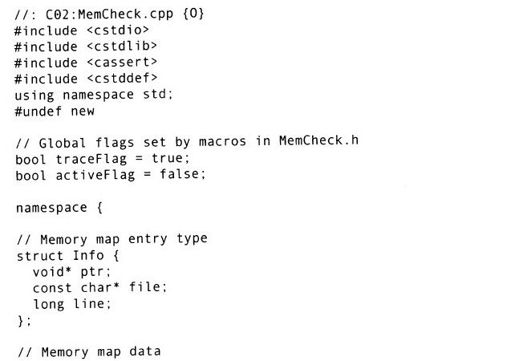 //: C02:MemCheck.cpp {O}
#include <cstdio>
#include <cstdlib>
#include <cassert>
#include <cstddef>
using namespace std;
#undef new

// Global flags set by macros in MemCheck.h
bool traceFlag = true;
bool activeFlag = false;

namespace {

// Memory map entry type
struct Info {
  void* ptr;
  const char* file;
  long line;
};

// Memory map data